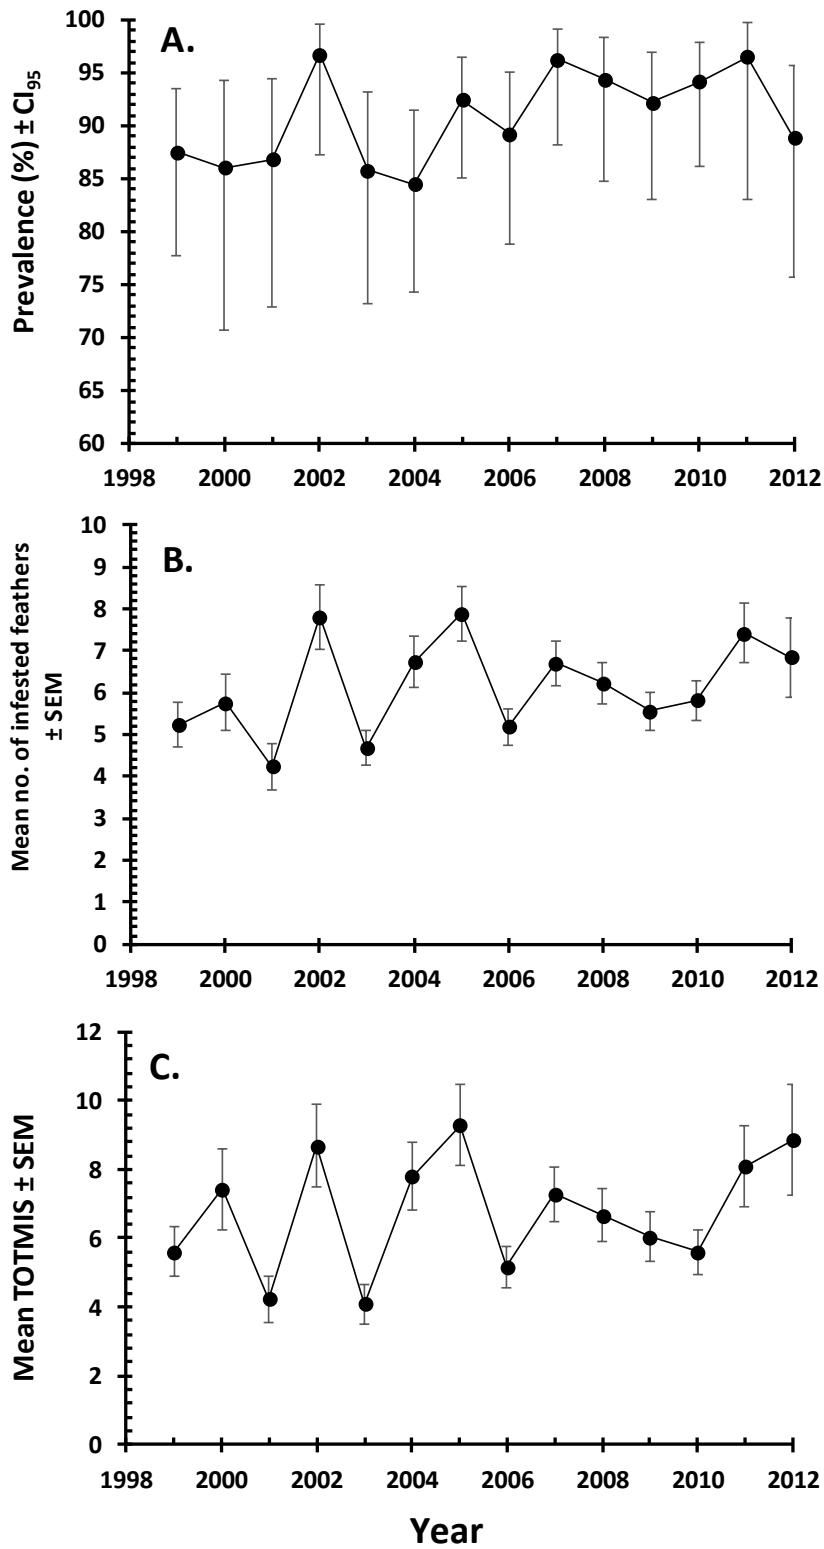 A.
Prevalence (%) ± CI95
100
95
90
85
80
75
70
65
60
1998 2000 2002 2004 2006 2008 2010 2012
B.
Mean no. of infested feathers
± SEM
10
9
8
7
6
5
4
3
2
1
0
1998 2000 2002 2004 2006 2008 2010 2012
C.
Mean TOTMIS ± SEM
12
10
8
6
4
2
0
1998 2000 2002 2004 2006 2008 2010 2012
Year